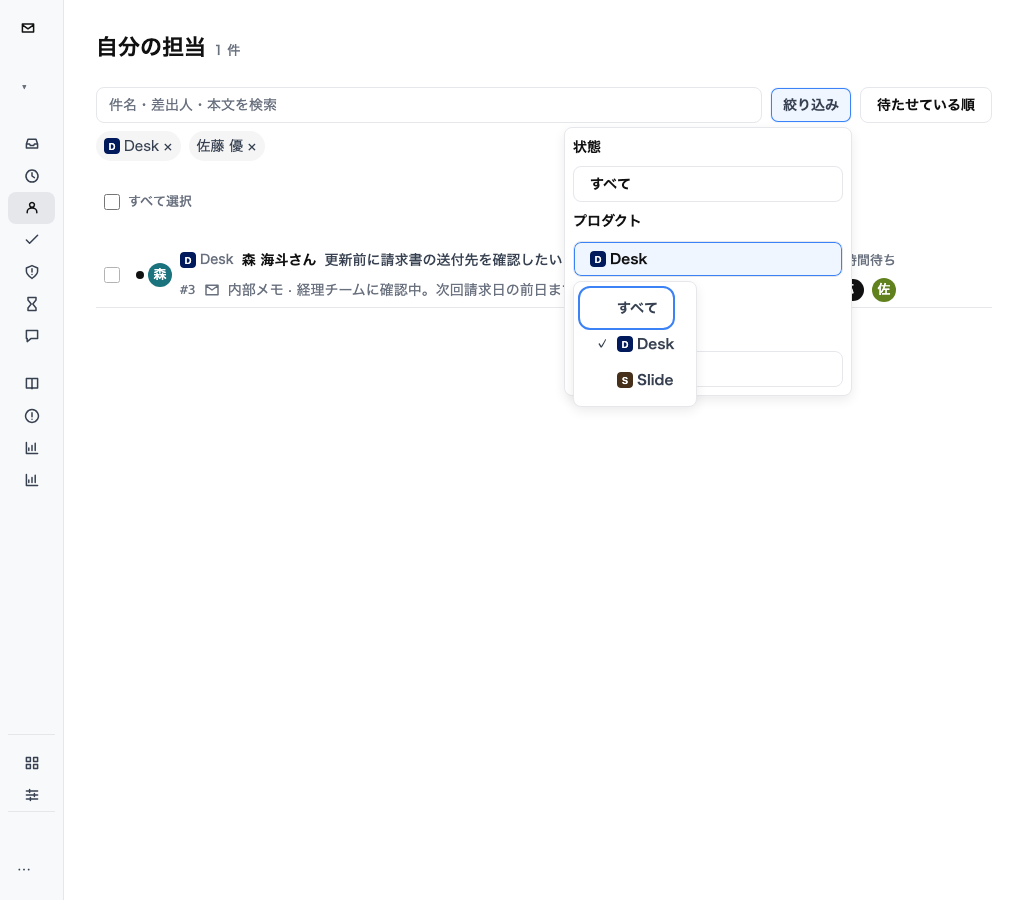 自分の担当 1 件
件名・差出人・本文を検索
絞り込み
待たせている順
D Desk ×
佐藤 優 ×
すべて選択
森
D Desk 森 海斗さん 更新前に請求書の送付先を確認したい
時間待ち
#3 内部メモ · 経理チームに確認中。次回請求日の前日ま
佐
状態
すべて
プロダクト
D Desk
すべて
✓ D Desk
S Slide